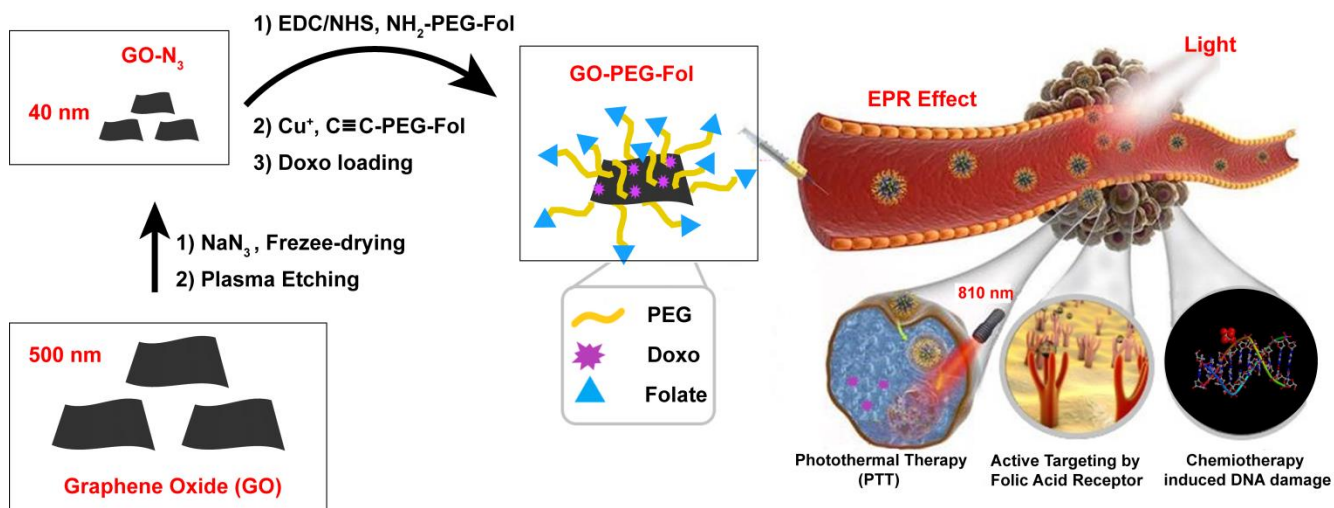 GO-N₃
40 nm
1) EDC/NHS, NH₂-PEG-Fol
2) Cu⁺, C≡C-PEG-Fol
3) Doxo loading
1) NaN₃ , Frezee-drying
2) Plasma Etching
500 nm
Graphene Oxide (GO)
GO-PEG-Fol
PEG
Doxo
Folate
Light
EPR Effect
810 nm
Photothermal Therapy
(PTT)
Active Targeting by
Folic Acid Receptor
Chemiotherapy
induced DNA damage